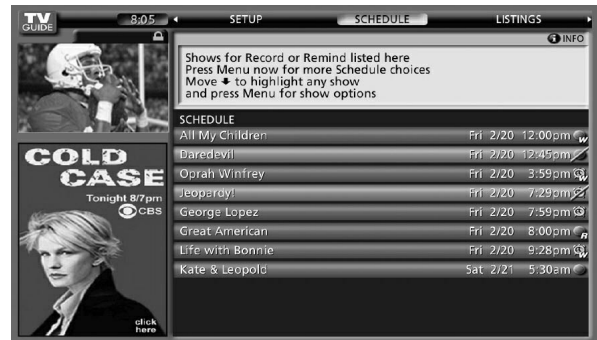 TV
GUIDE
8:05
SETUP
SCHEDULE
LISTINGS
INFO
Shows for Record or Remind listed here
Press Menu now for more Schedule choices
Move to highlight any show
and press Menu for show options
SCHEDULE
All My Children Fri 2/20 12:00pm W
Daredevil Fri 2/20 12:45pm
Oprah Winfrey Fri 2/20 3:59pm W
Jeopardy! Fri 2/20 7:29pm
George Lopez Fri 2/20 7:59pm
Great American Fri 2/20 8:00pm R
Life with Bonnie Fri 2/20 9:28pm W
Kate & Leopold Sat 2/21 5:30am
COLD
CASE
Tonight 8/7pm
CBS
click
here